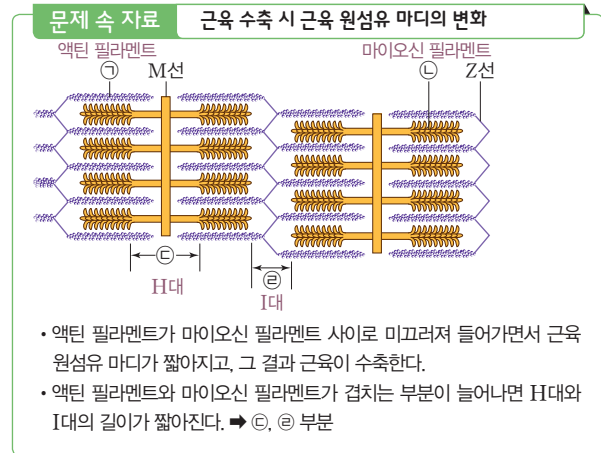 문제 속 자료 근육 수축 시 근육 원섬유 마디의 변화
액틴 필라멘트 마이오신 필라멘트
㉠ M선 ㉡ Z선
㉢ ㉣
H대 I대
• 액틴 필라멘트가 마이오신 필라멘트 사이로 미끄러져 들어가면서 근육
원섬유 마디가 짧아지고, 그 결과 근육이 수축한다.
• 액틴 필라멘트와 마이오신 필라멘트가 겹치는 부분이 늘어나면 H대와
I대의 길이가 짧아진다. ➡ ㉢, ㉣ 부분